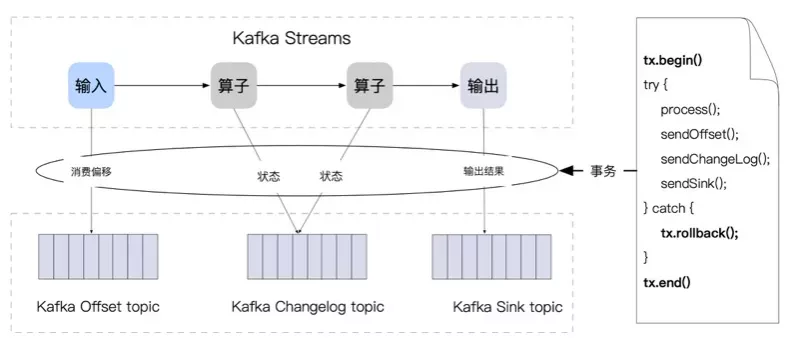 Kafka Streams
输入
算子
算子
输出
消费偏移
状态
状态
输出结果
事务
Kafka Offset topic
Kafka Changelog topic
Kafka Sink topic
tx.begin()
try {
process();
sendOffset();
sendChangeLog();
sendSink();
} catch {
tx.rollback();
}
tx.end()